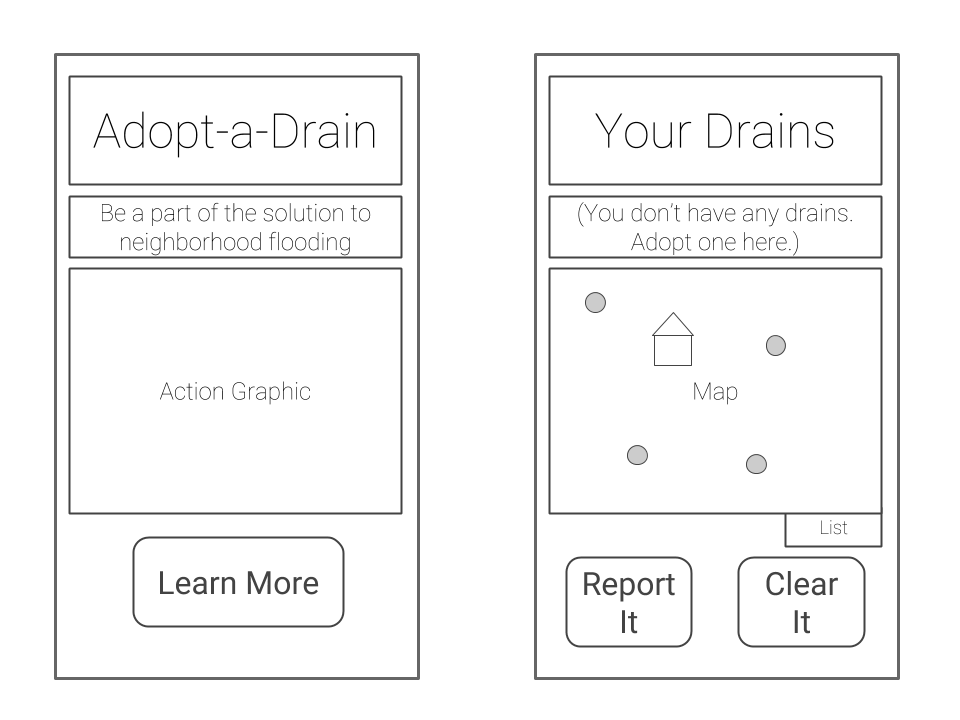 Adopt-a-Drain
Be a part of the solution to
neighborhood flooding
Action Graphic
Learn More
Your Drains
(You don't have any drains.
Adopt one here.)
Map
List
Report
It
Clear
It